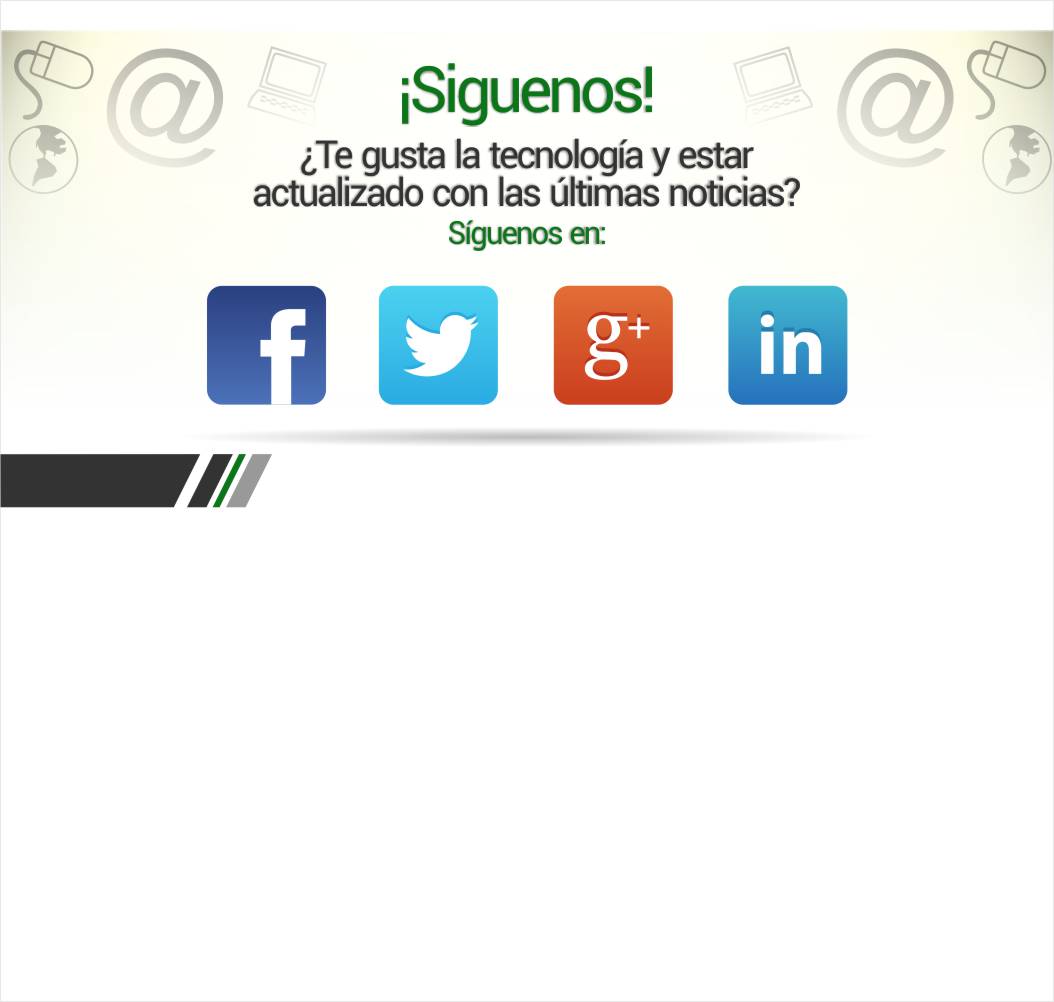 ¡Siguenos!
¿Te gusta la tecnología y estar
actualizado con las últimas noticias?
Síguenos en:
f
g+
in